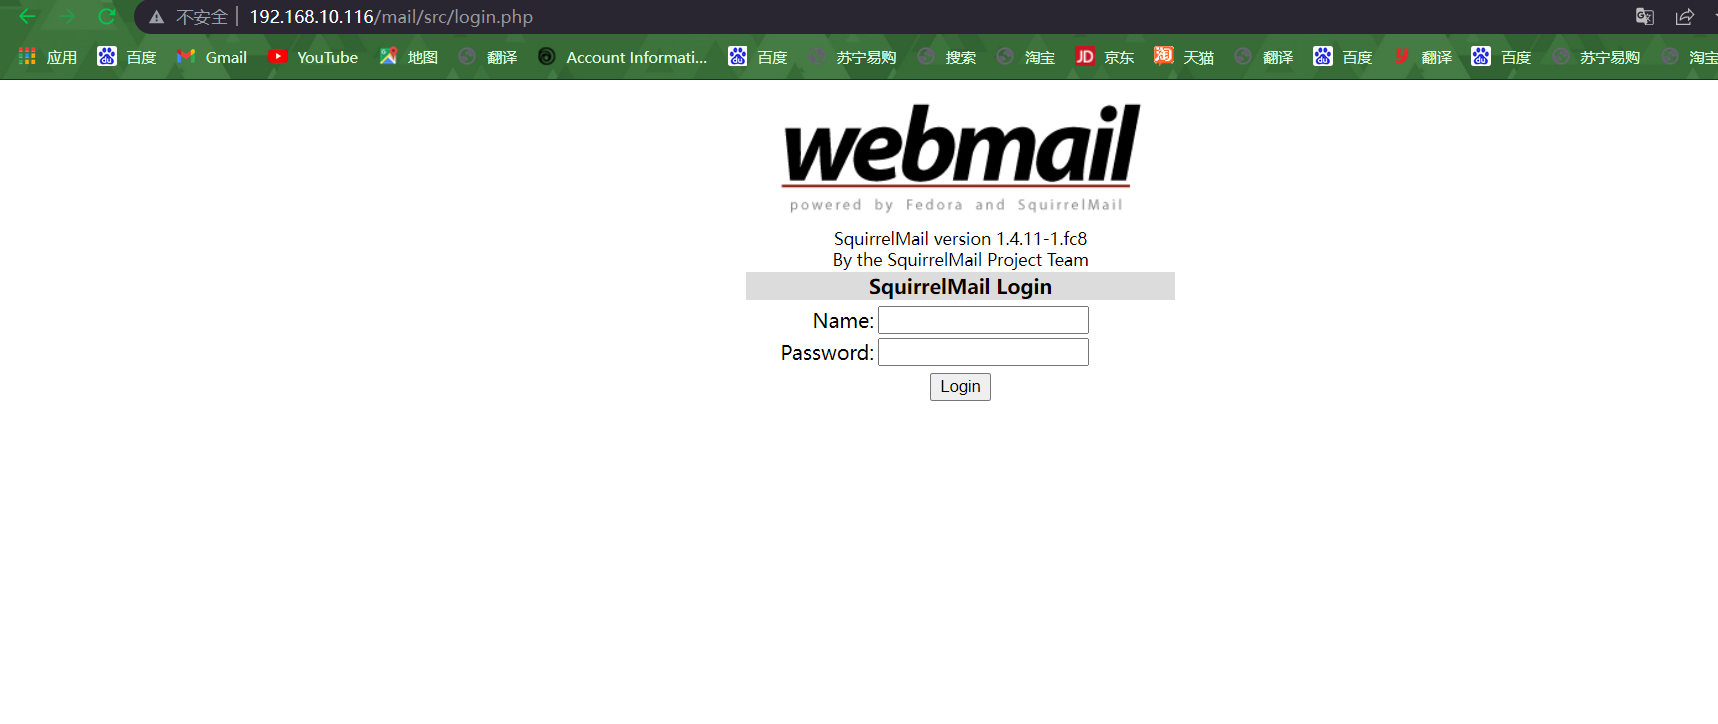 不安全 192.168.10.116/mail/src/login.php
应用 百度 Gmail YouTube 地图 翻译 Account Informati... 百度 苏宁易购 搜索 淘宝 京东 天猫 翻译 百度 翻译 百度 苏宁易购 淘宝
webmail
powered by Fedora and SquirrelMail
SquirrelMail version 1.4.11-1.fc8
By the SquirrelMail Project Team
SquirrelMail Login
Name:
Password:
Login